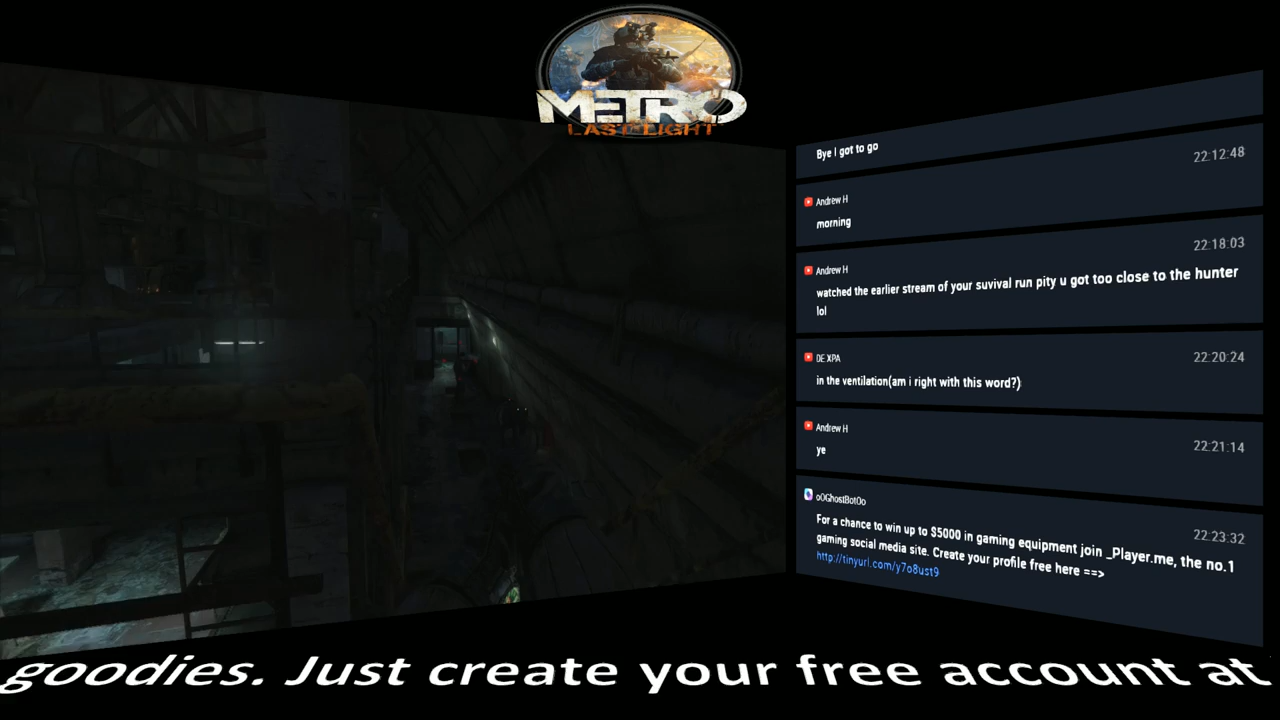 METRO
LAST LIGHT
Bye I got to go
22:12:48
Andrew H
morning
22:18:03
Andrew H
watched the earlier stream of your suvival run pity u got too close to the hunter
lol
DE XPA
22:20:24
in the ventilation(am i right with this word?)
Andrew H
22:21:14
ye
oOGhostBotOo
22:23:32
For a chance to win up to $5000 in gaming equipment join _Player.me, the no.1
gaming social media site. Create your profile free here ==>
http://tinyurl.com/y7o8ust9
goodies. Just create your free account at